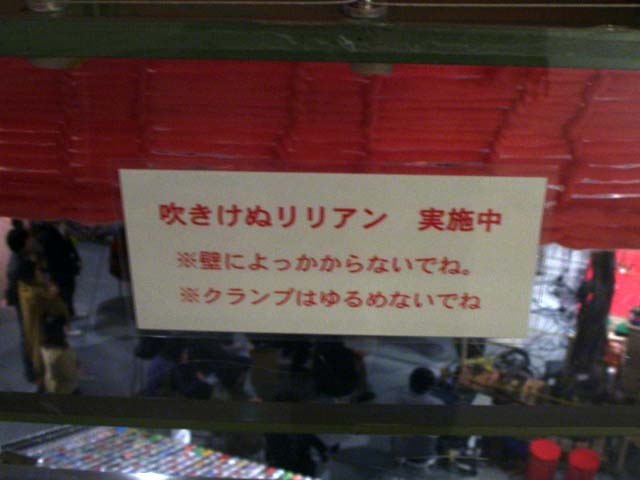 吹きけぬリリアン　実施中
※壁によっかからないでね。
※クランプはゆるめないでね